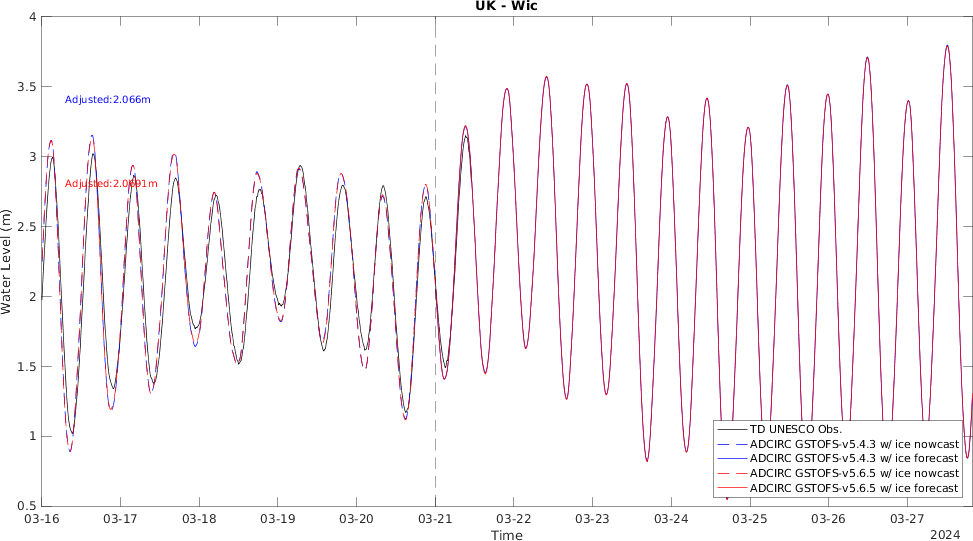 UK - Wic
4
3.5
3
2.5
2
1.5
1
0.5
Water Level (m)
Adjusted:2.066m
Adjusted:2.0691m
TD UNESCO Obs.
ADCIRC GSTOFS-v5.4.3 w/ ice nowcast
ADCIRC GSTOFS-v5.4.3 w/ ice forecast
ADCIRC GSTOFS-v5.6.5 w/ ice nowcast
ADCIRC GSTOFS-v5.6.5 w/ ice forecast
03-16 03-17 03-18 03-19 03-20 03-21 03-22 03-23 03-24 03-25 03-26 03-27
Time
2024